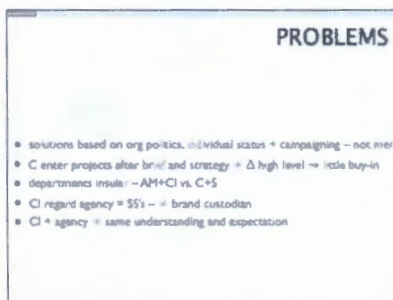 PROBLEMS
solutions based on org politics, individual status + campaigning – not mer
C enter projects after brief and strategy = Δ high level → little buy-in
departments insular – AM+CI vs. C+S
CI regard agency = $$'s – brand custodian
CI + agency same understanding and expectation